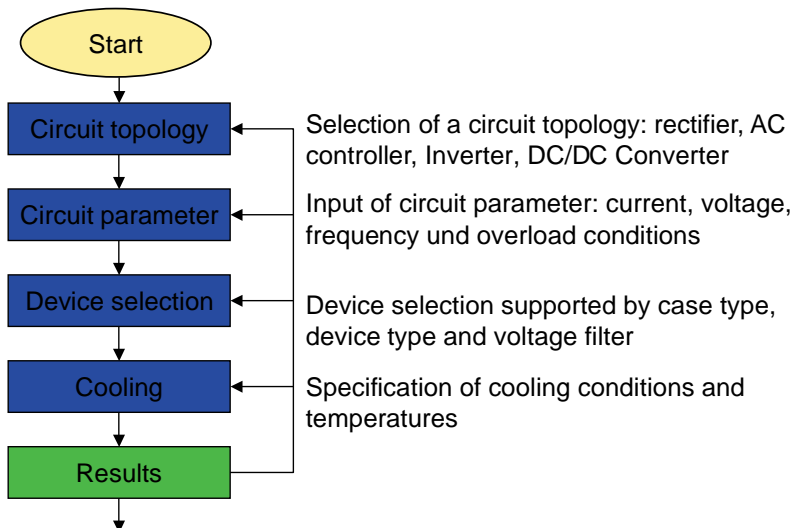 Start
Circuit topology
Selection of a circuit topology: rectifier, AC
controller, Inverter, DC/DC Converter
Circuit parameter
Input of circuit parameter: current, voltage,
frequency und overload conditions
Device selection
Device selection supported by case type,
device type and voltage filter
Cooling
Specification of cooling conditions and
temperatures
Results